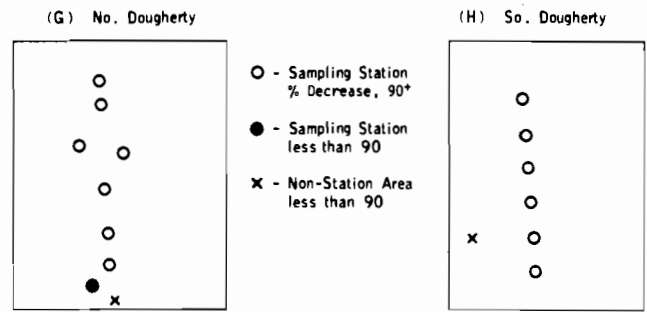 (G) No. Dougherty
(H) So. Dougherty
O - Sampling Station
% Decrease, 90+
● - Sampling Station
less than 90
x - Non-Station Area
less than 90